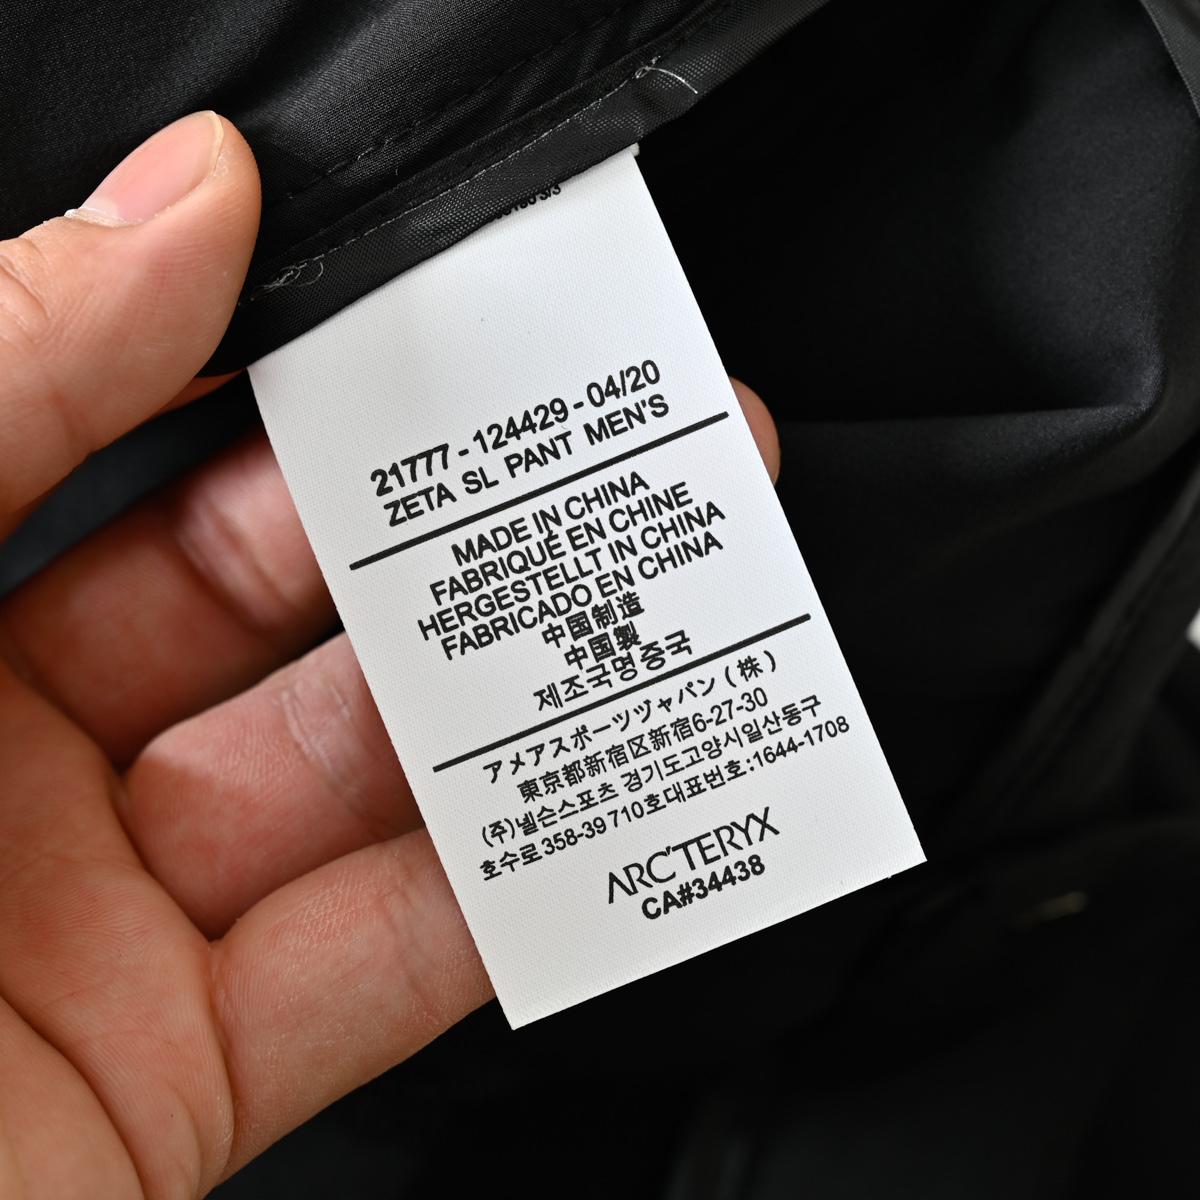 21777 - 124429 - 04/20
ZETA SL PANT MEN'S
MADE IN CHINA
FABRIQUÉ EN CHINE
HERGESTELLT IN CHINA
FABRICADO EN CHINA
中国制造
中国製
제조국명 중국
アメアスポーツヅャパン（株）
東京都新宿区新宿6-27-30
(주)넬슨스포츠 경기도고양시일산동구
호수로358-39 710호대표번호:1644-1708
ARC'TERYX
CA#34438